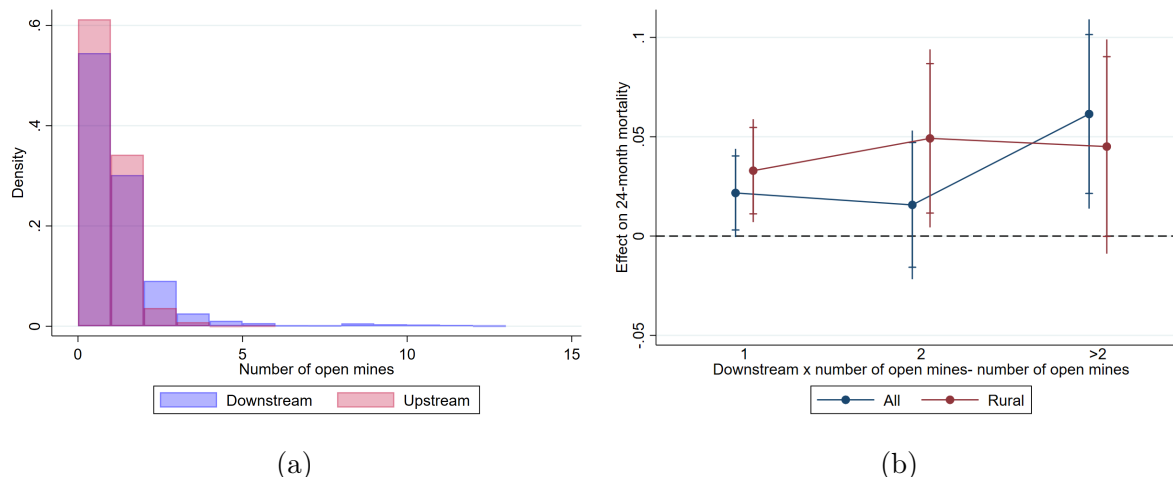 Density
.6
.4
.2
0
0 5 10 15
Number of open mines
Downstream Upstream
(a)
Effect on 24-month mortality
.1
.05
0
-.05
1 2 >2
Downstream x number of open mines- number of open mines
All Rural
(b)